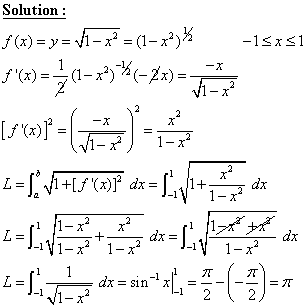 Solution :
f(x) = y = √(1−x²) = (1−x²)^(1/2)     −1 ≤ x ≤ 1
f'(x) = (1/2)(1−x²)^(−1/2)(−2x) = −x/√(1−x²)
[f'(x)]² = (−x/√(1−x²))² = x²/(1−x²)
L = ∫_a^b √(1+[f'(x)]²) dx = ∫_{−1}^{1} √(1 + x²/(1−x²)) dx
L = ∫_{−1}^{1} √((1−x²)/(1−x²) + x²/(1−x²)) dx = ∫_{−1}^{1} √((1−x²+x²)/(1−x²)) dx
L = ∫_{−1}^{1} 1/√(1−x²) dx = sin⁻¹ x|_{−1}^{1} = π/2 − (−π/2) = π